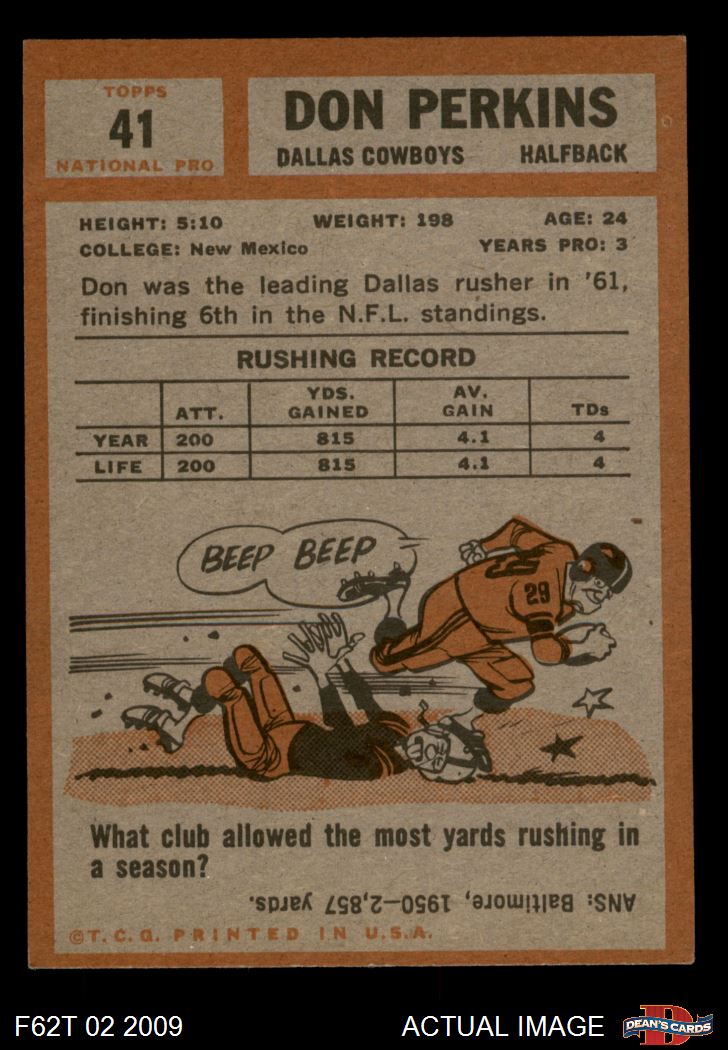 TOPPS
41
NATIONAL PRO
DON PERKINS
DALLAS COWBOYS HALFBACK
HEIGHT: 5:10 WEIGHT: 198 AGE: 24
COLLEGE: New Mexico YEARS PRO: 3
Don was the leading Dallas rusher in '61,
finishing 6th in the N.F.L. standings.
RUSHING RECORD
ATT. YDS. GAINED AV. GAIN TDs
YEAR 200 815 4.1 4
LIFE 200 815 4.1 4
BEEP BEEP
29
What club allowed the most yards rushing in
a season?
ANS: Baltimore, 1950—2,857 yards.
©T.C.G. PRINTED IN U.S.A.
F62T 02 2009 ACTUAL IMAGE DEAN'S CARDS